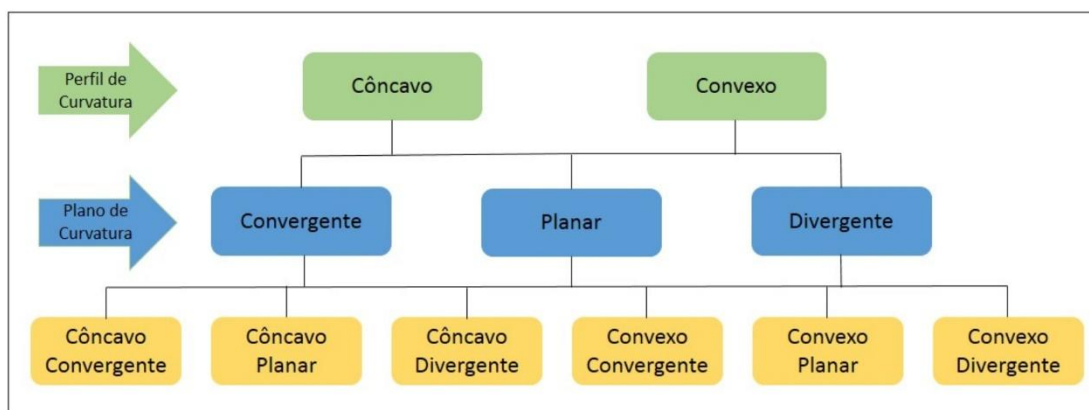 Perfil de
Curvatura
Côncavo
Convexo
Plano de
Curvatura
Convergente
Planar
Divergente
Côncavo
Convergente
Côncavo
Planar
Côncavo
Divergente
Convexo
Convergente
Convexo
Planar
Convexo
Divergente